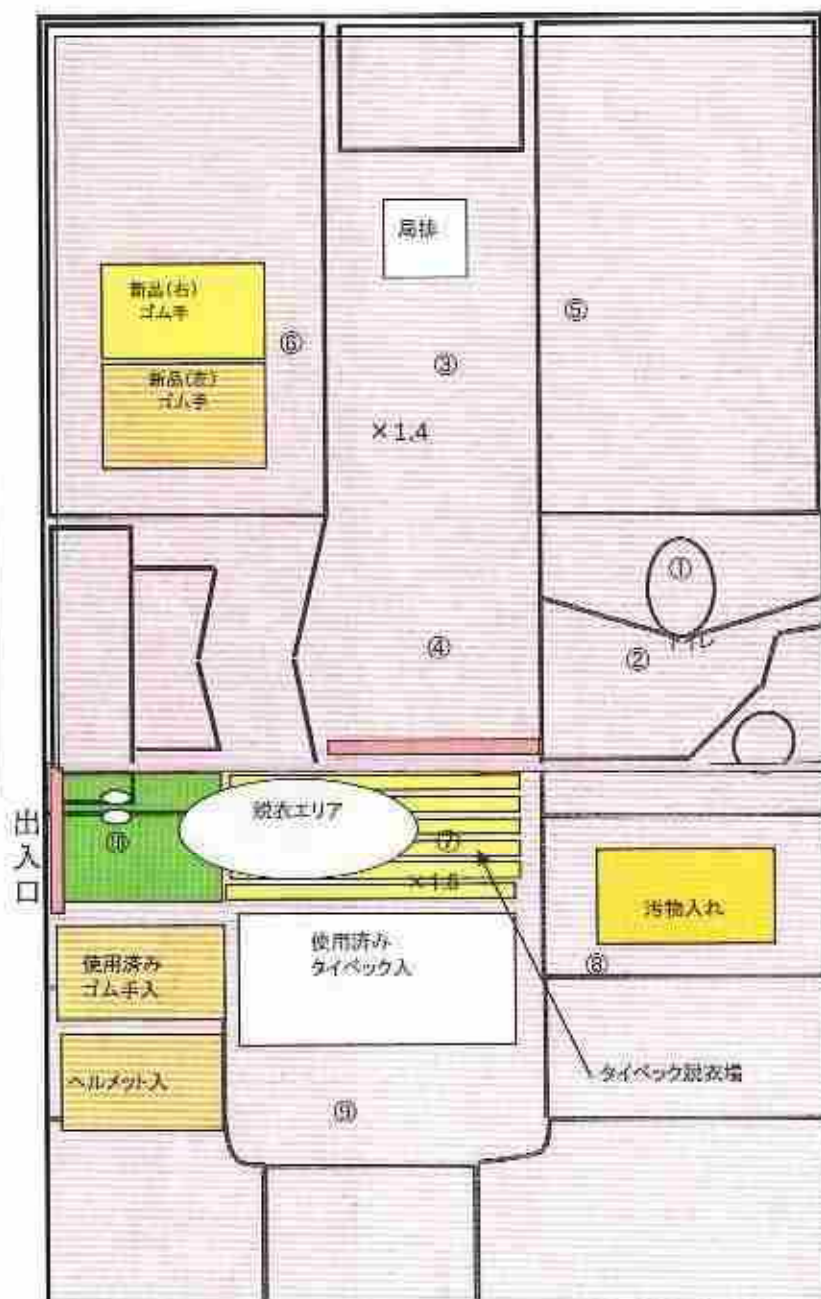 局排
新品(右)
ゴム手
⑤
⑥
③
新品(左)
ゴム手
×1.4
①
④
②
トイレ
脱衣エリア
出入口
⑦
×1.6
汚物入れ
使用済み
タイベック入
使用済み
ゴム手入
⑧
ヘルメット入
タイベック脱衣場
⑨